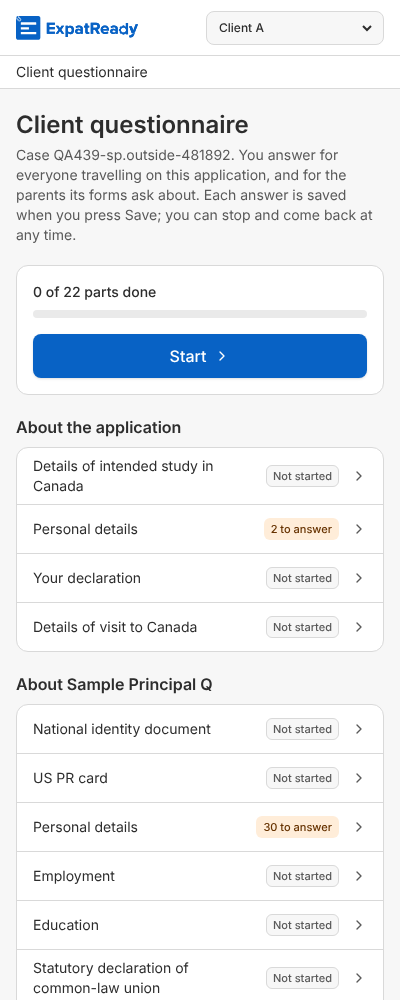 ExpatReady
Client A
Client questionnaire
Client questionnaire
Case QA439-sp.outside-481892. You answer for
everyone travelling on this application, and for the
parents its forms ask about. Each answer is saved
when you press Save; you can stop and come back at
any time.
0 of 22 parts done
Start
About the application
Details of intended study in
Canada
Not started
Personal details
2 to answer
Your declaration
Not started
Details of visit to Canada
Not started
About Sample Principal Q
National identity document
Not started
US PR card
Not started
Personal details
30 to answer
Employment
Not started
Education
Not started
Statutory declaration of
common-law union
Not started